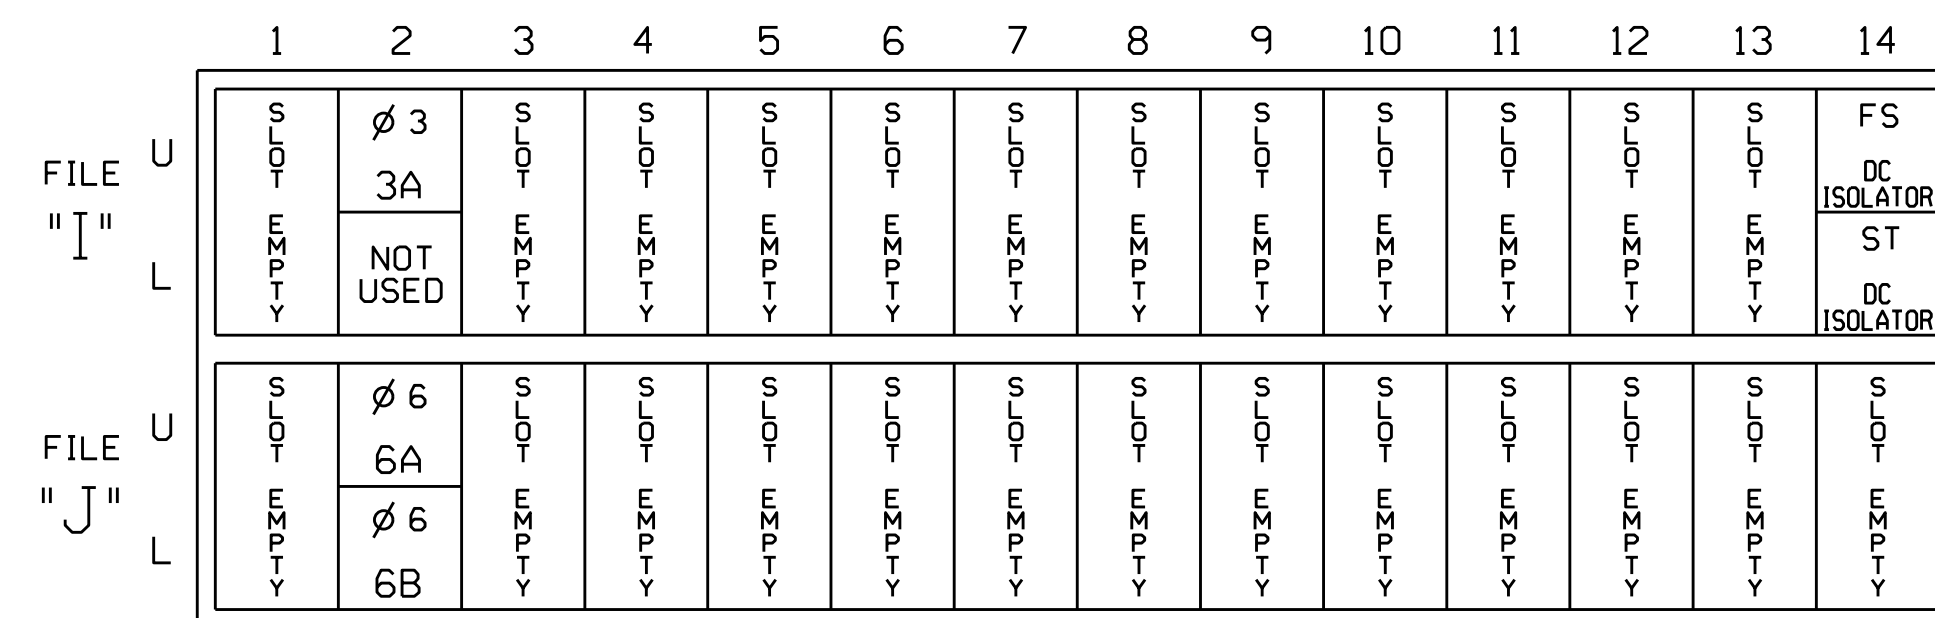 1 2 3 4 5 6 7 8 9 10 11 12 13 14
FILE "I"
U
L
SLOT EMPTY
Ø 3
3A
NOT
USED
SLOT EMPTY
SLOT EMPTY
SLOT EMPTY
SLOT EMPTY
SLOT EMPTY
SLOT EMPTY
SLOT EMPTY
SLOT EMPTY
SLOT EMPTY
SLOT EMPTY
SLOT EMPTY
FS
DC
ISOLATOR
ST
DC
ISOLATOR
FILE "J"
U
L
SLOT EMPTY
Ø 6
6A
Ø 6
6B
SLOT EMPTY
SLOT EMPTY
SLOT EMPTY
SLOT EMPTY
SLOT EMPTY
SLOT EMPTY
SLOT EMPTY
SLOT EMPTY
SLOT EMPTY
SLOT EMPTY
SLOT EMPTY
SLOT EMPTY